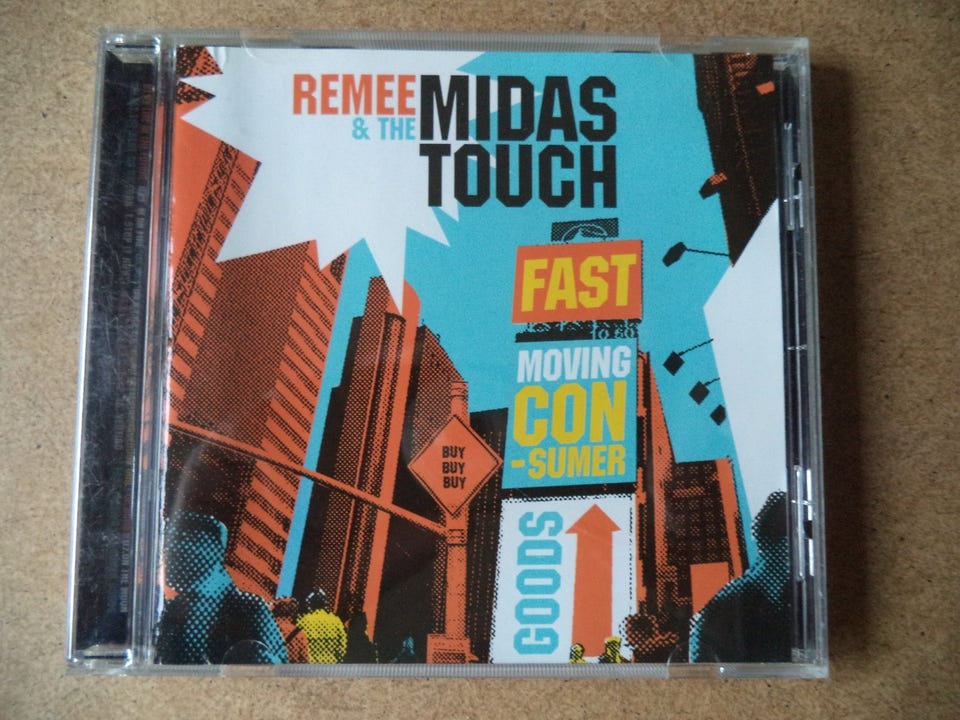 REMEE
& THE
MIDAS
TOUCH
FAST
MOVING
CON
-SUMER
GOODS
BUY
BUY
BUY